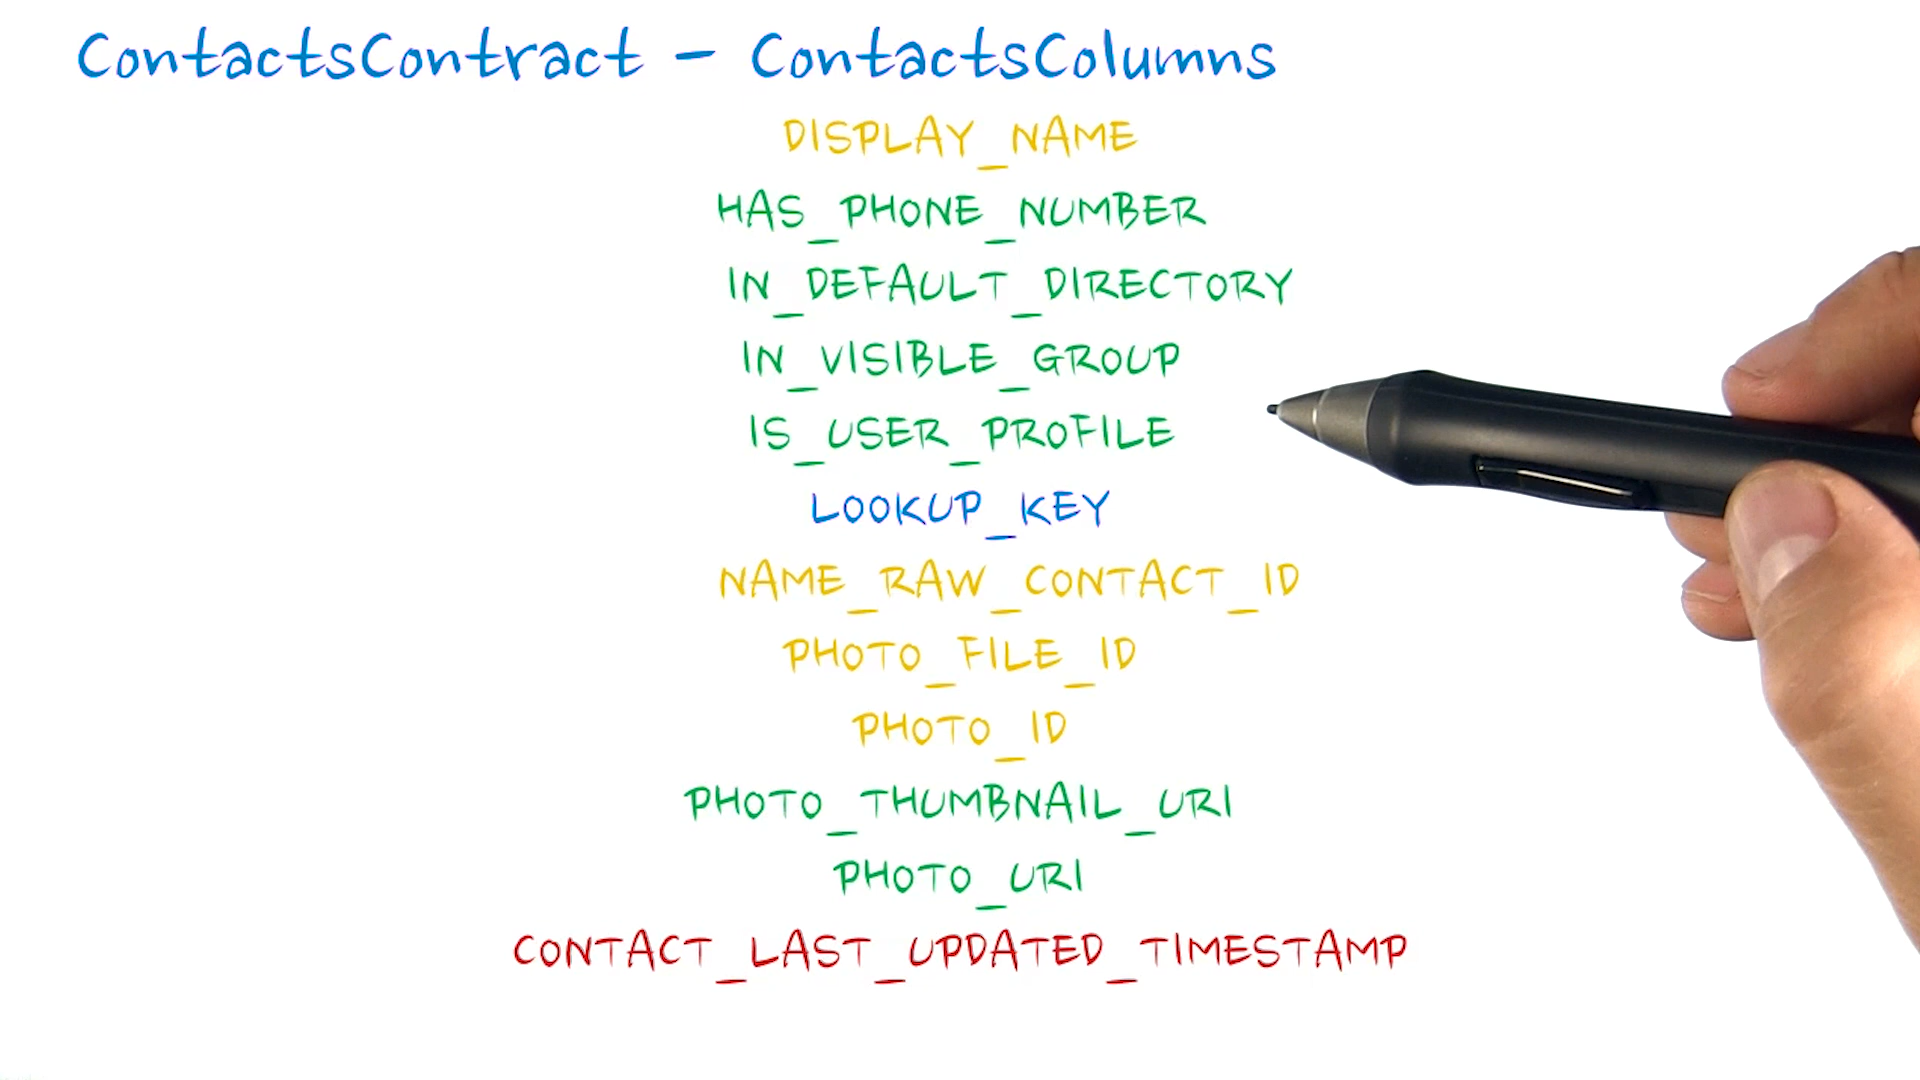 ContactsContract - ContactsColumns
DISPLAY_NAME
HAS_PHONE_NUMBER
IN_DEFAULT_DIRECTORY
IN_VISIBLE_GROUP
IS_USER_PROFILE
LOOKUP_KEY
NAME_RAW_CONTACT_ID
PHOTO_FILE_ID
PHOTO_ID
PHOTO_THUMBNAIL_URI
PHOTO_URI
CONTACT_LAST_UPDATED_TIMESTAMP